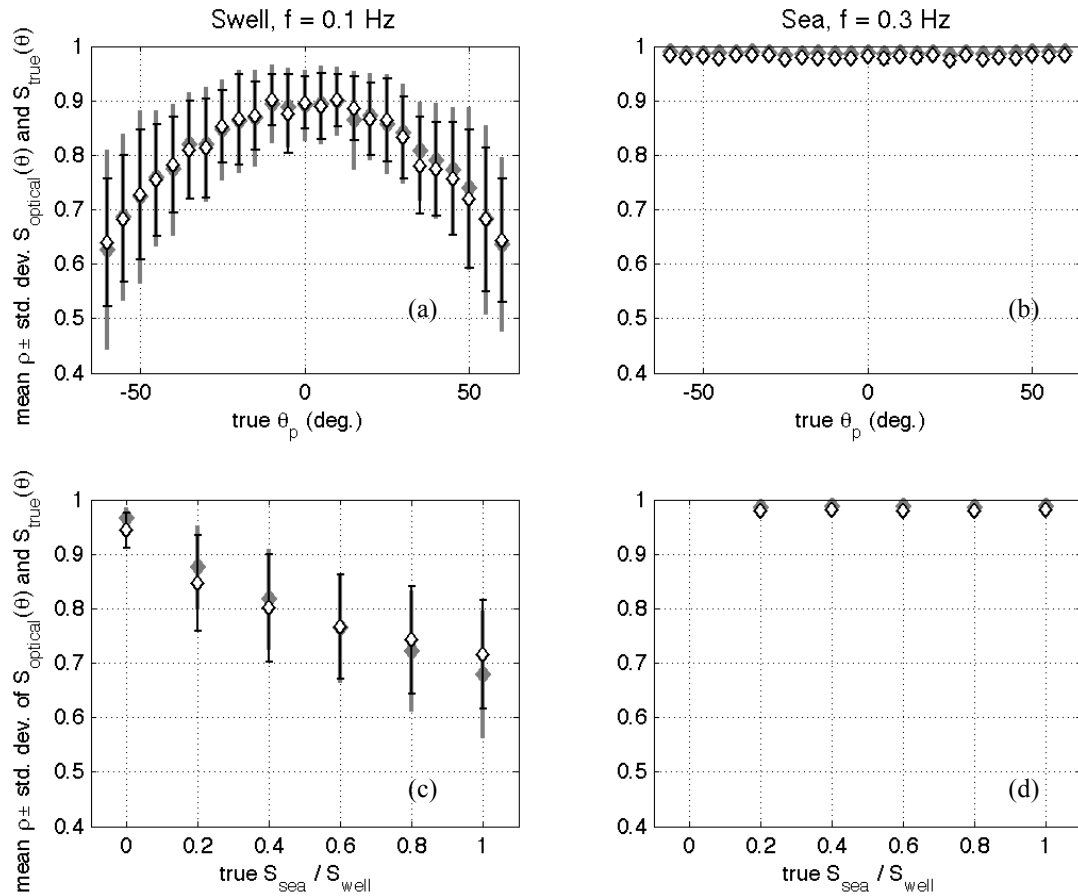 Swell, f = 0.1 Hz
mean ρ± std. dev. S_optical(θ) and S_true(θ)
1
0.9
0.8
0.7
0.6
0.5
0.4
(a)
-50 0 50
true θ_p (deg.)
Sea, f = 0.3 Hz
1
0.9
0.8
0.7
0.6
0.5
0.4
(b)
-50 0 50
true θ_p (deg.)
mean ρ± std. dev. of S_optical(θ) and S_true(θ)
1
0.9
0.8
0.7
0.6
0.5
0.4
(c)
0 0.2 0.4 0.6 0.8 1
true S_sea / S_well
1
0.9
0.8
0.7
0.6
0.5
0.4
(d)
0 0.2 0.4 0.6 0.8 1
true S_sea / S_well